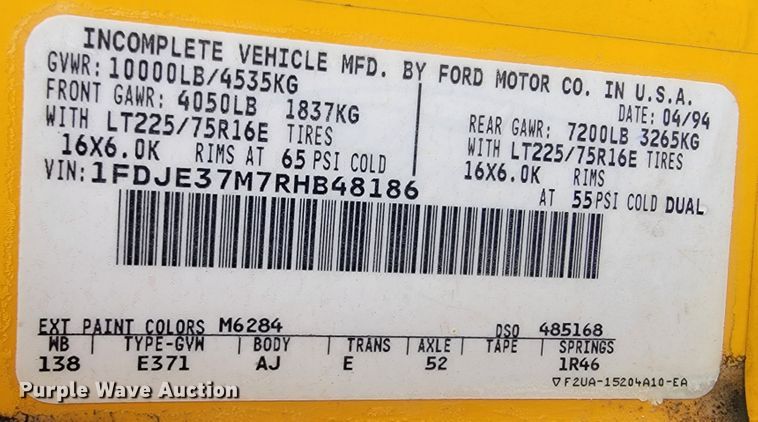 INCOMPLETE VEHICLE MFD. BY FORD MOTOR CO. IN U.S.A.
GVWR: 10000LB/4535KG
DATE: 04/94
FRONT GAWR: 4050LB 1837KG
REAR GAWR: 7200LB 3265KG
WITH LT225/75R16E TIRES
WITH LT225/75R16E TIRES
16X6.0K RIMS AT 65 PSI COLD
16X6.0K RIMS
AT 55 PSI COLD DUAL
VIN: 1FDJE37M7RHB48186
EXT PAINT COLORS M6284 DSO 485168
WB | TYPE-GVW | BODY | TRANS | AXLE | TAPE | SPRINGS
138 E371 AJ E 52 1R46
▽ F2UA-15204A10-EA
Purple Wave Auction